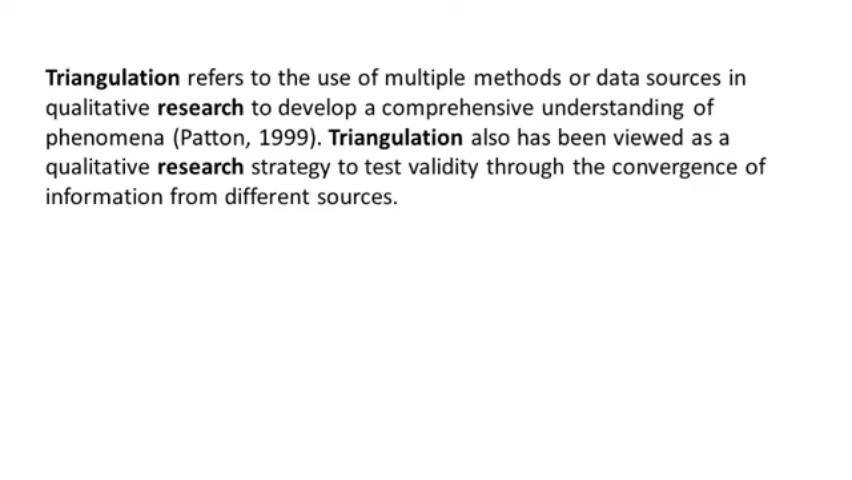 Triangulation refers to the use of multiple methods or data sources in
qualitative research to develop a comprehensive understanding of
phenomena (Patton, 1999). Triangulation also has been viewed as a
qualitative research strategy to test validity through the convergence of
information from different sources.